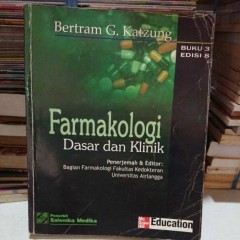 Bertram G. Katzung
BUKU 3
EDISI 8
Farmakologi
Dasar dan Klinik
Penerjemah & Editor:
Bagian Farmakologi Fakultas Kedokteran
Universitas Airlangga
Penerbit
Salemba Medika
Education